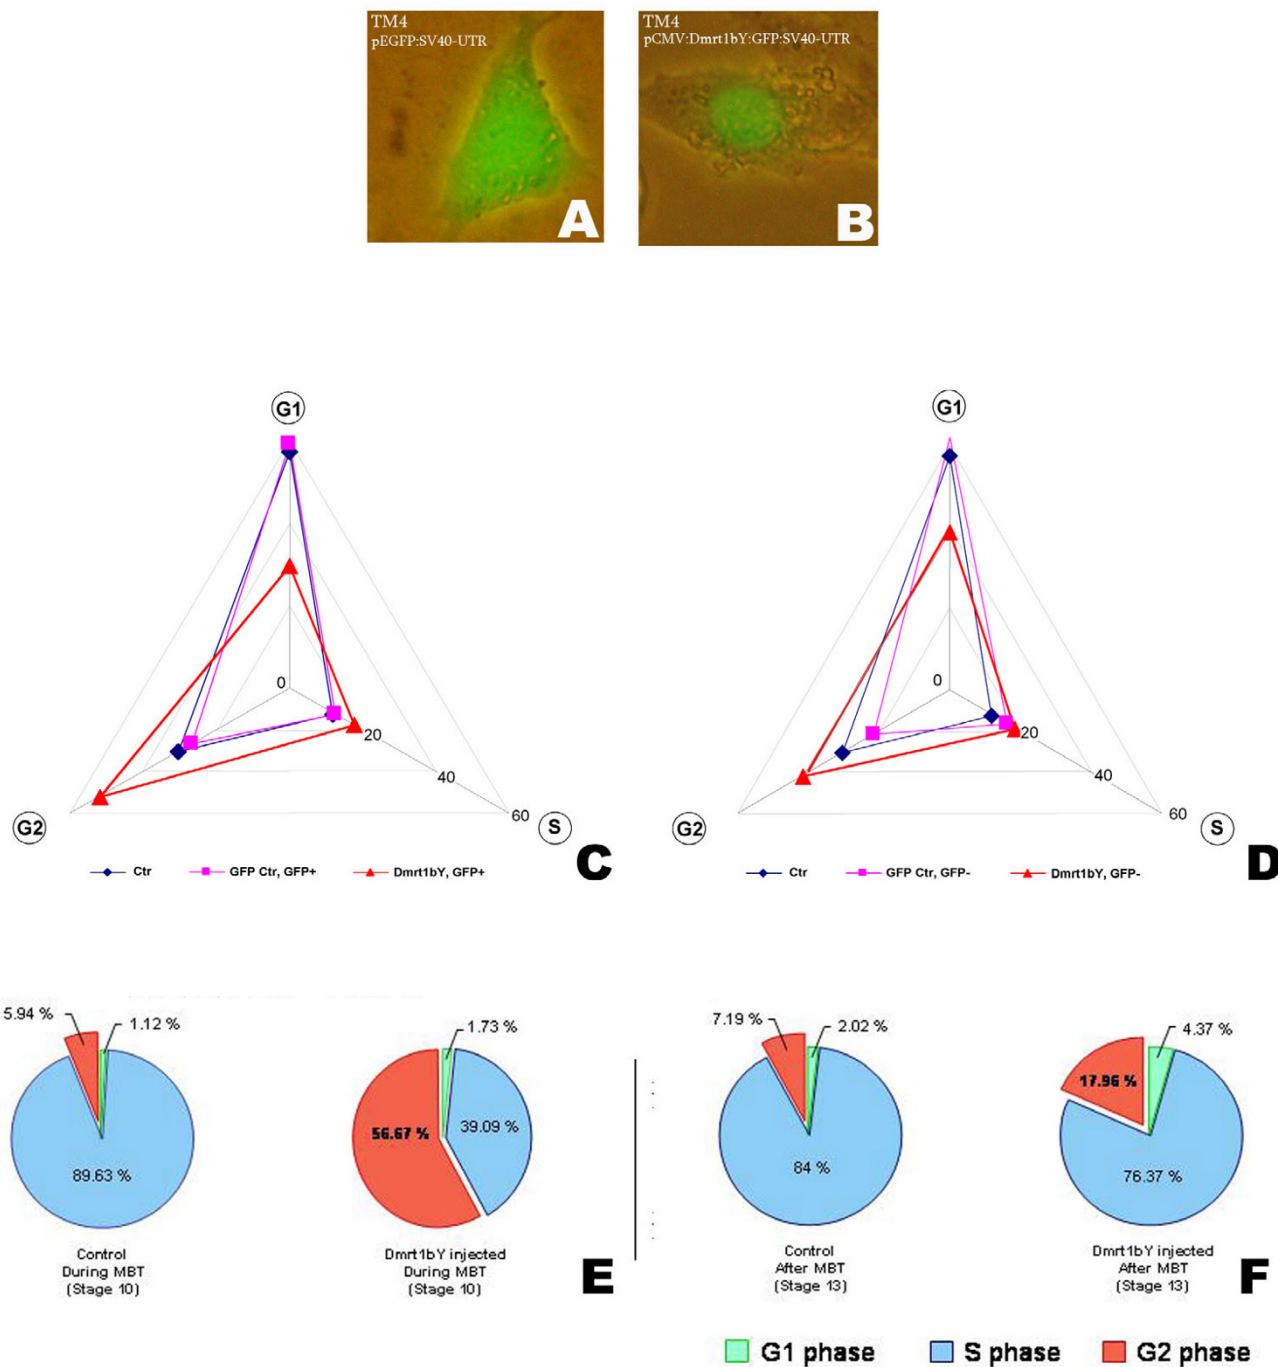 TM4
pEGFP:SV40-UTR
A
TM4
pCMV:Dmrt1bY:GFP:SV40-UTR
B
G1
0
20
40
60
G2
S
Ctr
GFP Ctr, GFP+
Dmrt1bY, GFP+
C
G1
0
20
40
60
G2
S
Ctr
GFP Ctr, GFP-
Dmrt1bY, GFP-
D
5.94 %
1.12 %
89.63 %
Control
During MBT
(Stage 10)
1.73 %
56.67 %
39.09 %
Dmrt1bY injected
During MBT
(Stage 10)
E
7.19 %
2.02 %
84 %
Control
After MBT
(Stage 13)
4.37 %
17.96 %
76.37 %
Dmrt1bY injected
After MBT
(Stage 13)
F
G1 phase
S phase
G2 phase